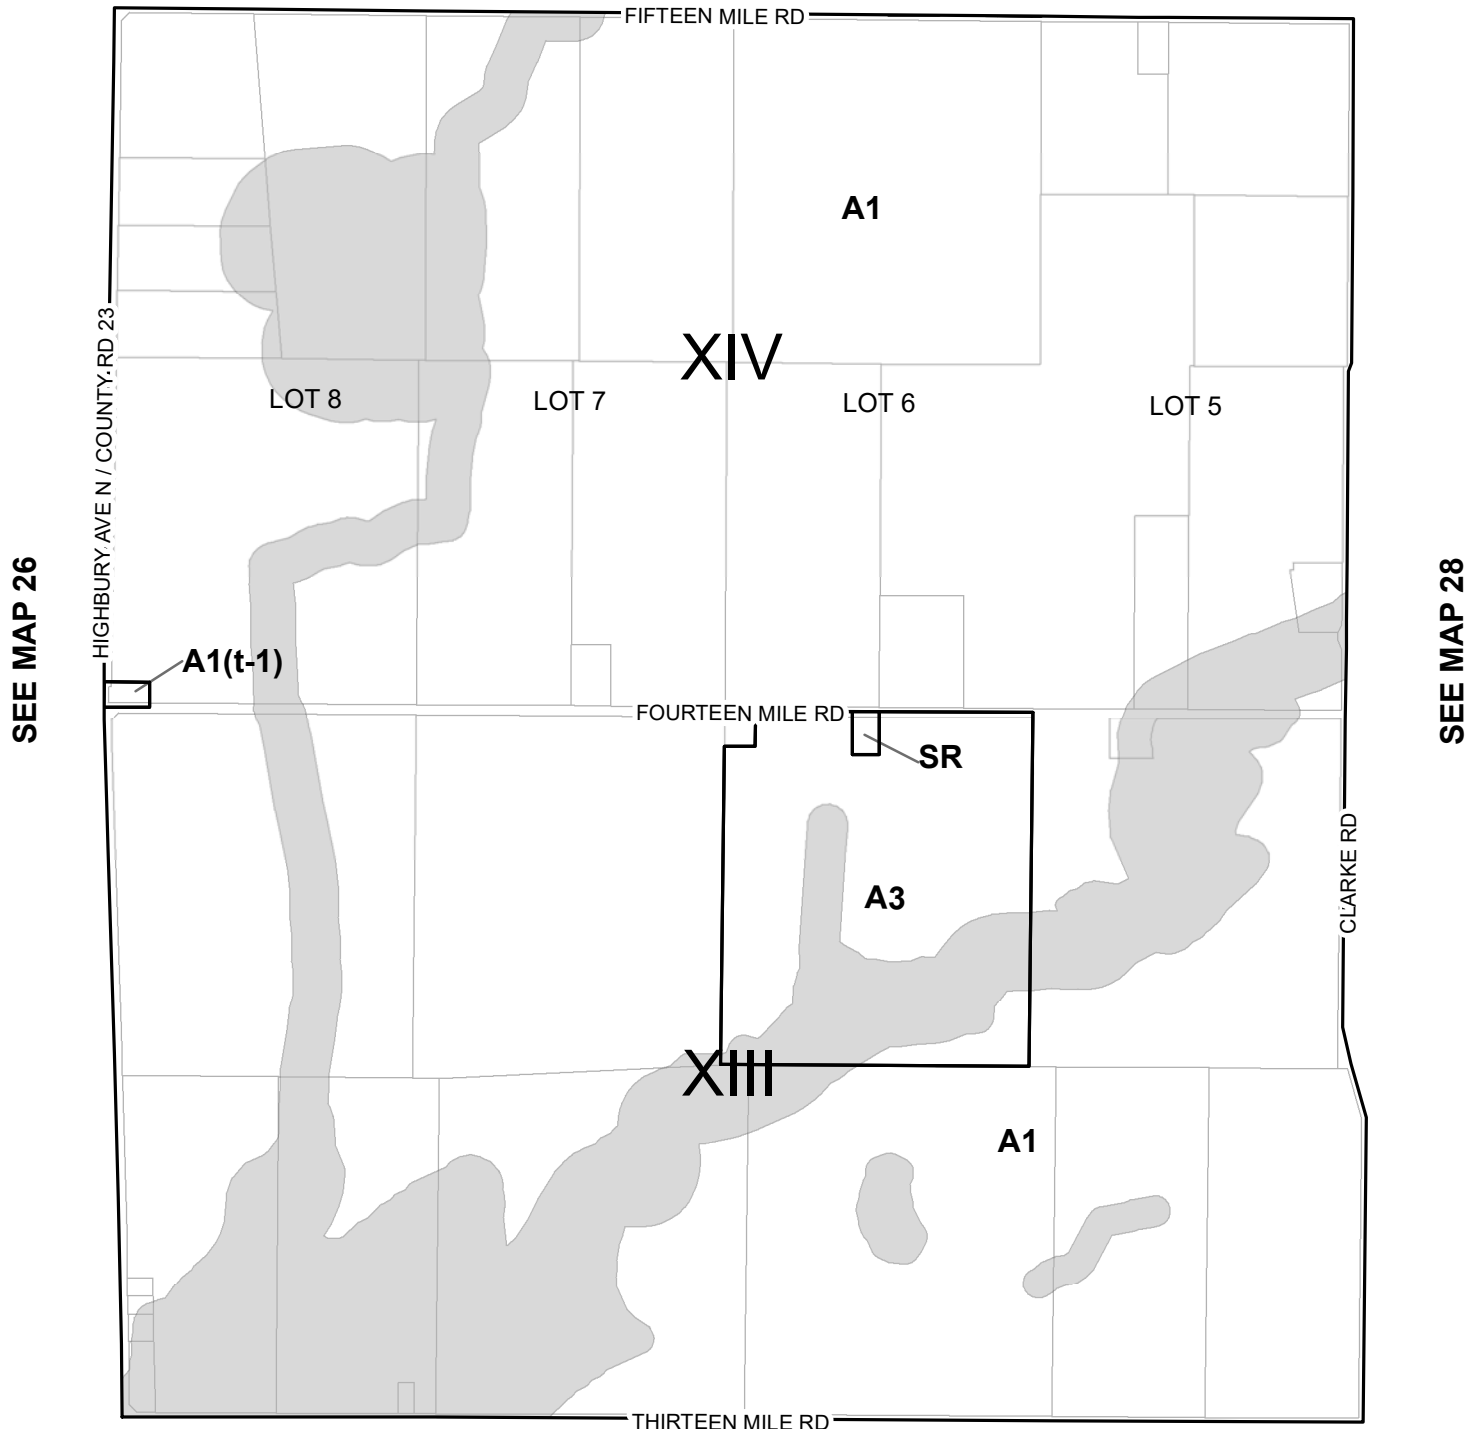 FIFTEEN MILE RD
A1
XIV
LOT 8
LOT 7
LOT 6
LOT 5
HIGHBURY AVE N / COUNTY RD 23
SEE MAP 26
SEE MAP 28
A1(t-1)
FOURTEEN MILE RD
SR
A3
CLARKE RD
XIII
A1
THIRTEEN MILE RD